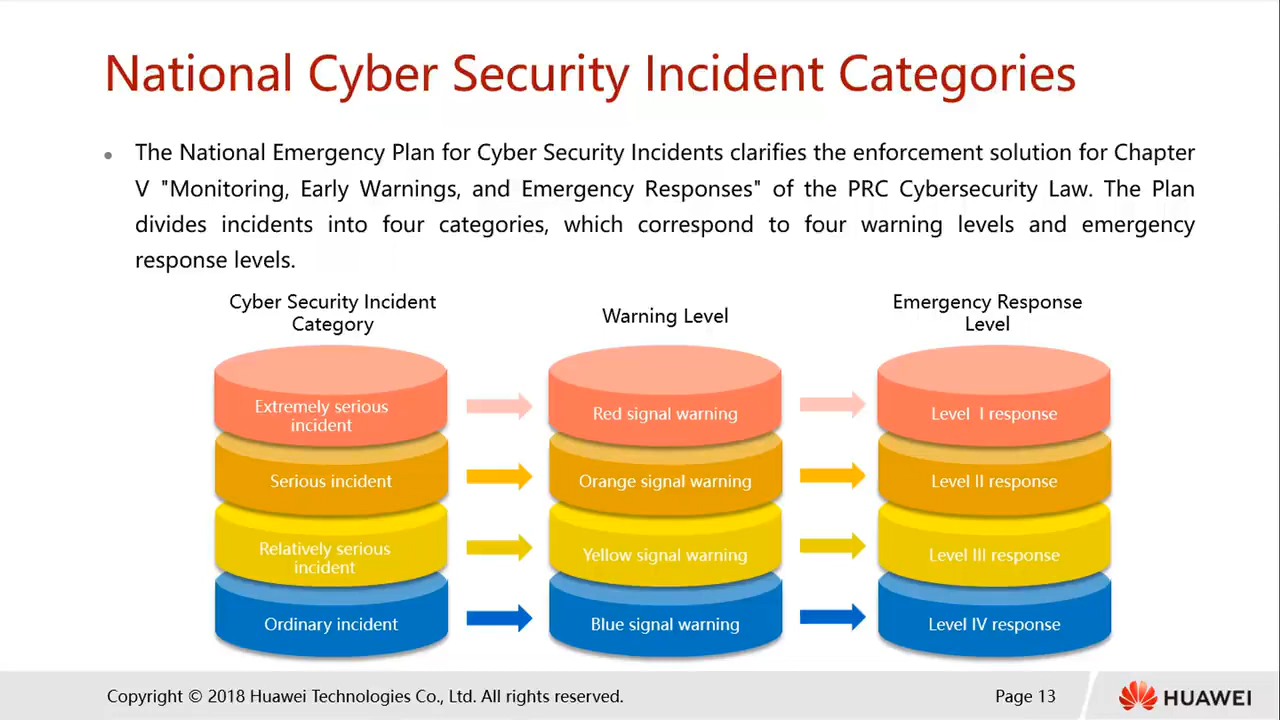 National Cyber Security Incident Categories
The National Emergency Plan for Cyber Security Incidents clarifies the enforcement solution for Chapter
V "Monitoring, Early Warnings, and Emergency Responses" of the PRC Cybersecurity Law. The Plan
divides incidents into four categories, which correspond to four warning levels and emergency
response levels.
Cyber Security Incident
Category
Warning Level
Emergency Response
Level
Extremely serious
incident
Red signal warning
Level I response
Serious incident
Orange signal warning
Level II response
Relatively serious
incident
Yellow signal warning
Level III response
Ordinary incident
Blue signal warning
Level IV response
Copyright © 2018 Huawei Technologies Co., Ltd. All rights reserved.
Page 13
HUAWEI